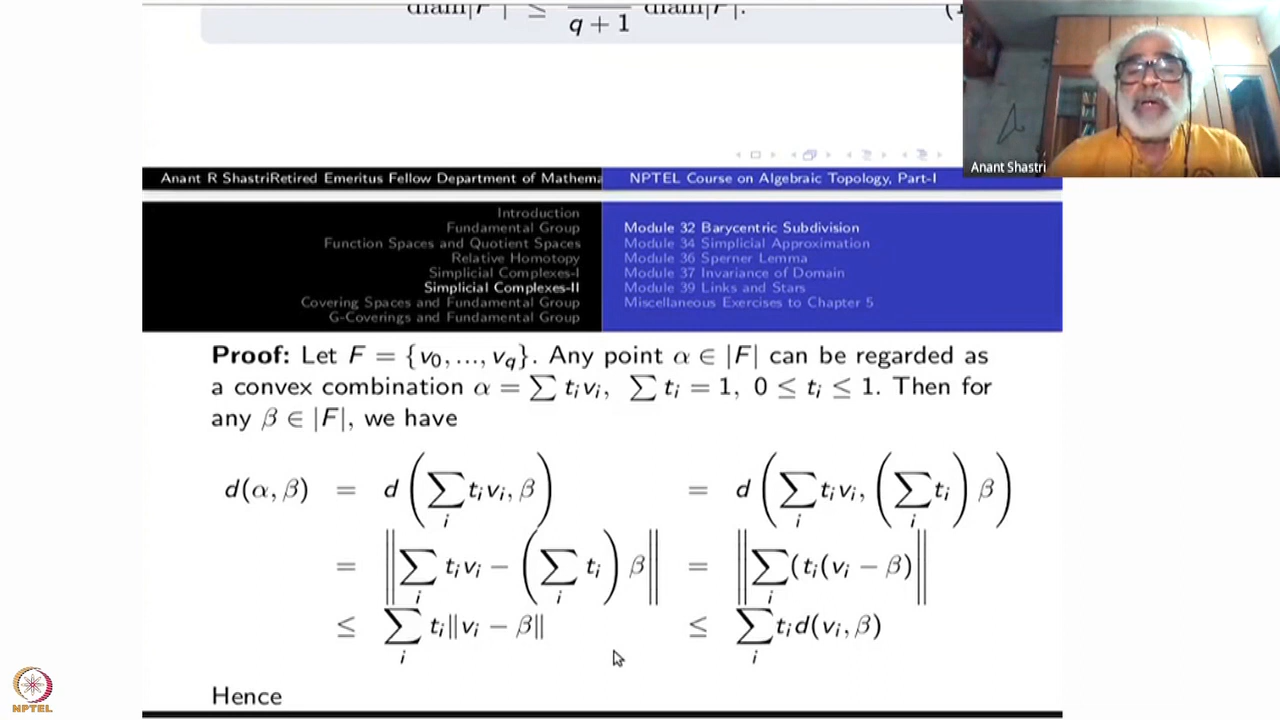 diam|F'| ≤ q + 1 diam|F|.
Anant Shastri
Anant R ShastriRetired Emeritus Fellow Department of Mathema
NPTEL Course on Algebraic Topology, Part-I
Introduction
Fundamental Group
Function Spaces and Quotient Spaces
Relative Homotopy
Simplicial Complexes-I
Simplicial Complexes-II
Covering Spaces and Fundamental Group
G-Coverings and Fundamental Group
Module 32 Barycentric Subdivision
Module 34 Simplicial Approximation
Module 36 Sperner Lemma
Module 37 Invariance of Domain
Module 39 Links and Stars
Miscellaneous Exercises to Chapter 5
Proof: Let F = {v₀, ..., v_q}. Any point α ∈ |F| can be regarded as
a convex combination α = ∑ tᵢvᵢ, ∑ tᵢ = 1, 0 ≤ tᵢ ≤ 1. Then for
any β ∈ |F|, we have
d(α, β) = d(∑ᵢ tᵢvᵢ, β) = d(∑ᵢ tᵢvᵢ, (∑ᵢ tᵢ) β)
= ‖∑ᵢ tᵢvᵢ − (∑ᵢ tᵢ) β‖ = ‖∑ᵢ (tᵢ(vᵢ − β)‖
≤ ∑ᵢ tᵢ‖vᵢ − β‖ ≤ ∑ᵢ tᵢd(vᵢ, β)
Hence
NPTEL